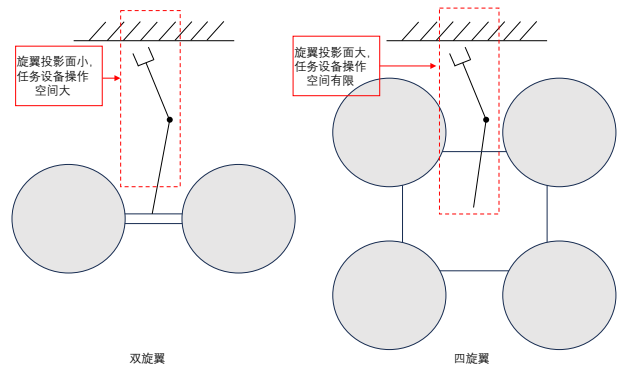 旋翼投影面小，
任务设备操作
空间大
旋翼投影面大，
任务设备操作
空间有限
双旋翼
四旋翼